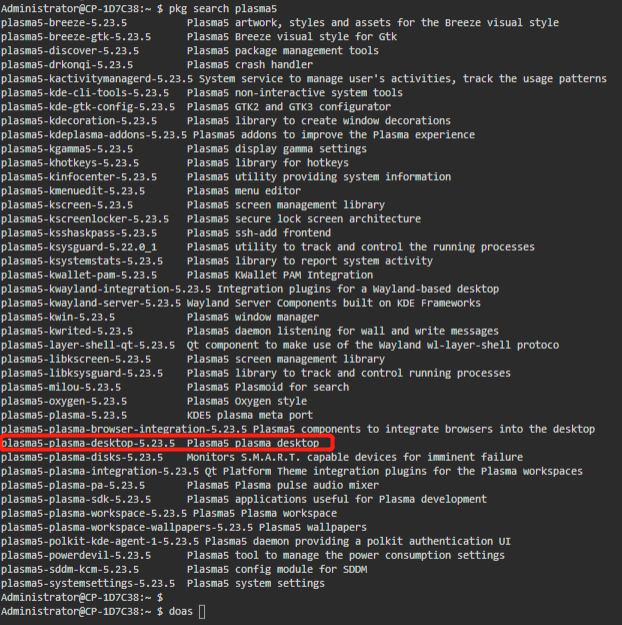 Administrator@CP-1D7C38:~ $ pkg search plasma5
plasma5-breeze-5.23.5 Plasma5 artwork, styles and assets for the Breeze visual style
plasma5-breeze-gtk-5.23.5 Plasma5 Breeze visual style for Gtk
plasma5-discover-5.23.5 Plasma5 package management tools
plasma5-drkonqi-5.23.5 Plasma5 crash handler
plasma5-kactivitymanagerd-5.23.5 System service to manage user's activities, track the usage patterns
plasma5-kde-cli-tools-5.23.5 Plasma5 non-interactive system tools
plasma5-kde-gtk-config-5.23.5 Plasma5 GTK2 and GTK3 configurator
plasma5-kdecoration-5.23.5 Plasma5 library to create window decorations
plasma5-kdeplasma-addons-5.23.5 Plasma5 addons to improve the Plasma experience
plasma5-kgamma5-5.23.5 Plasma5 display gamma settings
plasma5-khotkeys-5.23.5 Plasma5 library for hotkeys
plasma5-kinfocenter-5.23.5 Plasma5 utility providing system information
plasma5-kmenuedit-5.23.5 Plasma5 menu editor
plasma5-kscreen-5.23.5 Plasma5 screen management library
plasma5-kscreenlocker-5.23.5 Plasma5 secure lock screen architecture
plasma5-ksshaskpass-5.23.5 Plasma5 ssh-add frontend
plasma5-ksysguard-5.22.0_1 Plasma5 utility to track and control the running processes
plasma5-ksystemstats-5.23.5 Plasma5 library to report system activity
plasma5-kwallet-pam-5.23.5 Plasma5 KWallet PAM Integration
plasma5-kwayland-integration-5.23.5 Integration plugins for a Wayland-based desktop
plasma5-kwayland-server-5.23.5 Wayland Server Components built on KDE Frameworks
plasma5-kwin-5.23.5 Plasma5 window manager
plasma5-kwrited-5.23.5 Plasma5 daemon listening for wall and write messages
plasma5-layer-shell-qt-5.23.5 Qt component to make use of the Wayland wl-layer-shell protoco
plasma5-libkscreen-5.23.5 Plasma5 screen management library
plasma5-libksysguard-5.23.5 Plasma5 library to track and control running processes
plasma5-milou-5.23.5 Plasma5 Plasmoid for search
plasma5-oxygen-5.23.5 Plasma5 Oxygen style
plasma5-plasma-5.23.5 KDE5 plasma meta port
plasma5-plasma-browser-integration-5.23.5 Plasma5 components to integrate browsers into the desktop
plasma5-plasma-desktop-5.23.5 Plasma5 plasma desktop
plasma5-plasma-disks-5.23.5 Monitors S.M.A.R.T. capable devices for imminent failure
plasma5-plasma-integration-5.23.5 Qt Platform Theme integration plugins for the Plasma workspaces
plasma5-plasma-pa-5.23.5 Plasma5 Plasma pulse audio mixer
plasma5-plasma-sdk-5.23.5 Plasma5 applications useful for Plasma development
plasma5-plasma-workspace-5.23.5 Plasma5 Plasma workspace
plasma5-plasma-workspace-wallpapers-5.23.5 Plasma5 wallpapers
plasma5-polkit-kde-agent-1-5.23.5 Plasma5 daemon providing a polkit authentication UI
plasma5-powerdevil-5.23.5 Plasma5 tool to manage the power consumption settings
plasma5-sddm-kcm-5.23.5 Plasma5 config module for SDDM
plasma5-systemsettings-5.23.5 Plasma5 system settings
Administrator@CP-1D7C38:~ $
Administrator@CP-1D7C38:~ $ doas